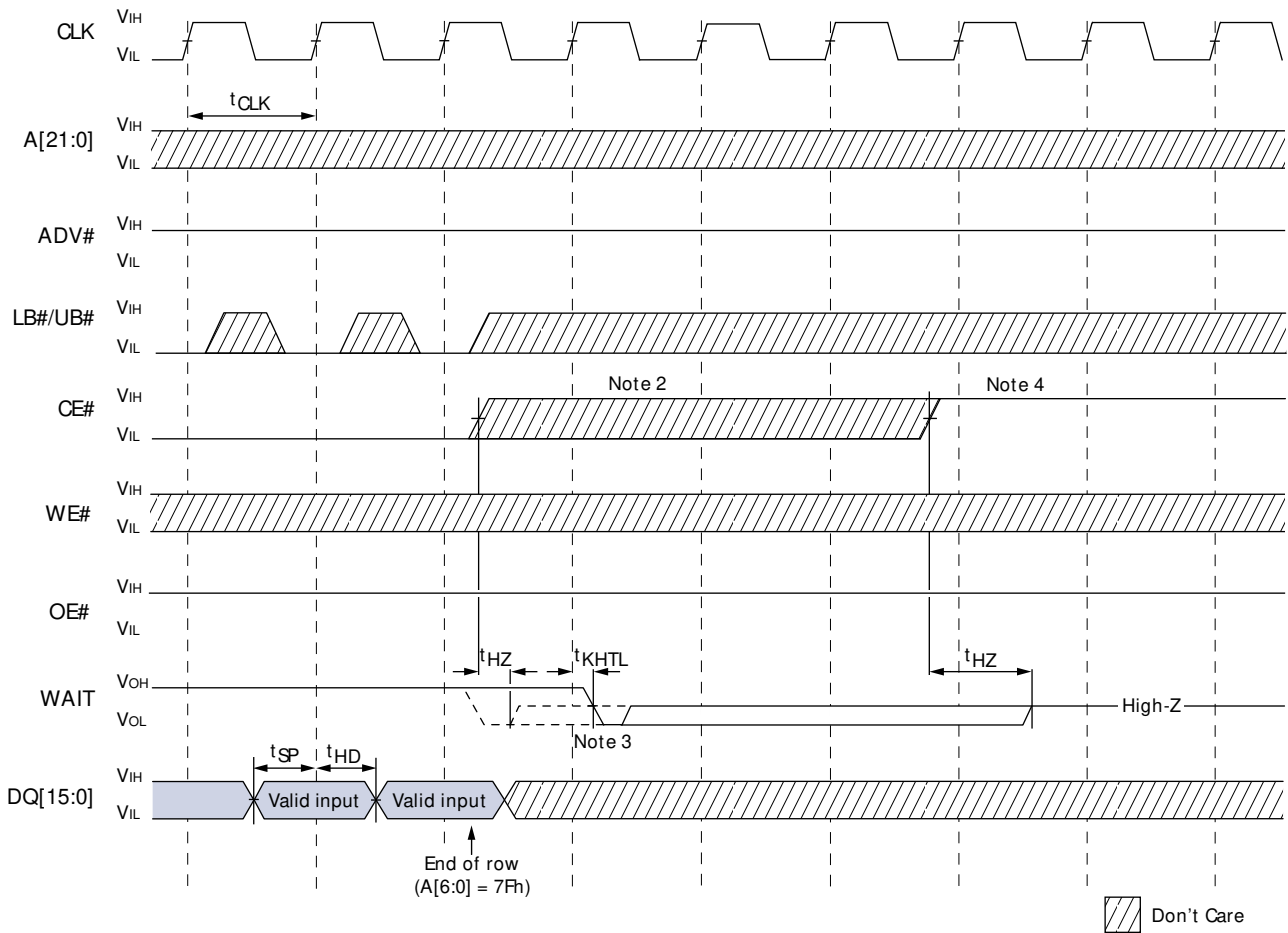 CLK
VIH
VIL
tCLK
A[21:0]
VIH
VIL
ADV#
VIH
VIL
LB#/UB#
VIH
VIL
CE#
VIH
VIL
Note 2
Note 4
WE#
VIH
VIL
OE#
VIH
VIL
WAIT
VOH
VOL
tHZ
tKHTL
tHZ
High-Z
Note 3
DQ[15:0]
VIH
VIL
tSP
tHD
Valid input
Valid input
End of row
(A[6:0] = 7Fh)
Don't Care